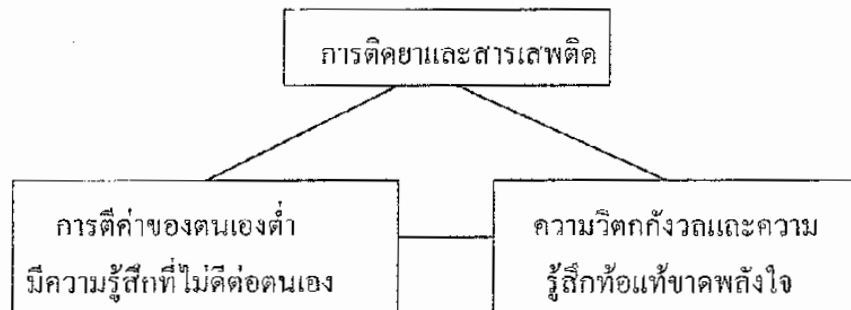 การติดยาและสารเสพติด
การตีค่าของตนเองต่ำ
มีความรู้สึกที่ไม่ดีต่อตนเอง
ความวิตกกังวลและความ
รู้สึกท้อแท้ขาดพลังใจ